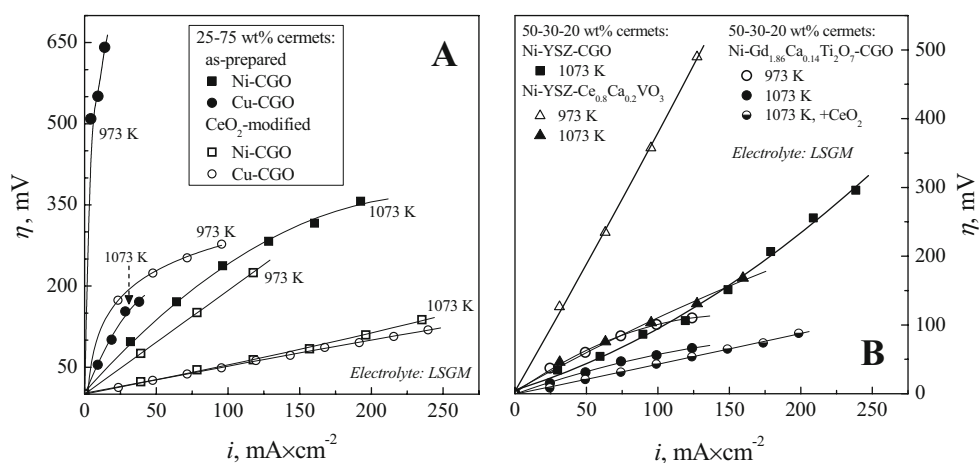 650
500
350
200
50
η, mV
A
25-75 wt% cermets:
as-prepared
Ni-CGO
Cu-CGO
CeO₂-modified
Ni-CGO
Cu-CGO
973 K
1073 K
973 K
1073 K
973 K
1073 K
Electrolyte: LSGM
0 50 100 150 200 250
i, mA×cm⁻²
50-30-20 wt% cermets:
Ni-YSZ-CGO
1073 K
Ni-YSZ-Ce₀.₈Ca₀.₂VO₃
973 K
1073 K
50-30-20 wt% cermets:
Ni-Gd₁.₈₆Ca₀.₁₄Ti₂O₇-CGO
973 K
1073 K
1073 K, +CeO₂
Electrolyte: LSGM
B
500
400
300
200
100
0
η, mV
0 50 100 150 200 250
i, mA×cm⁻²